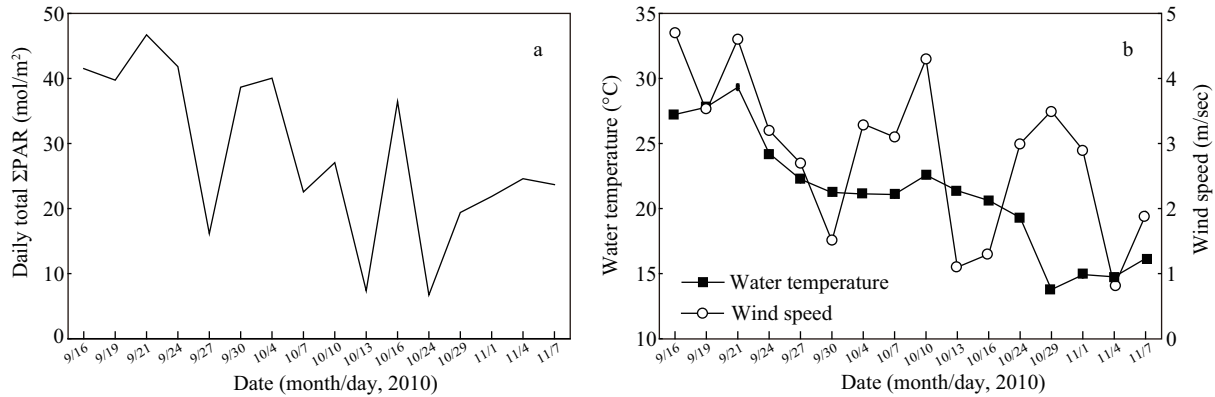 Daily total ΣPAR (mol/m²)
50
40
30
20
10
0
a
9/16 9/19 9/21 9/24 9/27 9/30 10/4 10/7 10/10 10/13 10/16 10/24 10/29 11/1 11/4 11/7
Date (month/day, 2010)
Water temperature (°C)
35
30
25
20
15
10
b
Water temperature
Wind speed
5
4
3
2
1
0
Wind speed (m/sec)
9/16 9/19 9/21 9/24 9/27 9/30 10/4 10/7 10/10 10/13 10/16 10/24 10/29 11/1 11/4 11/7
Date (month/day, 2010)